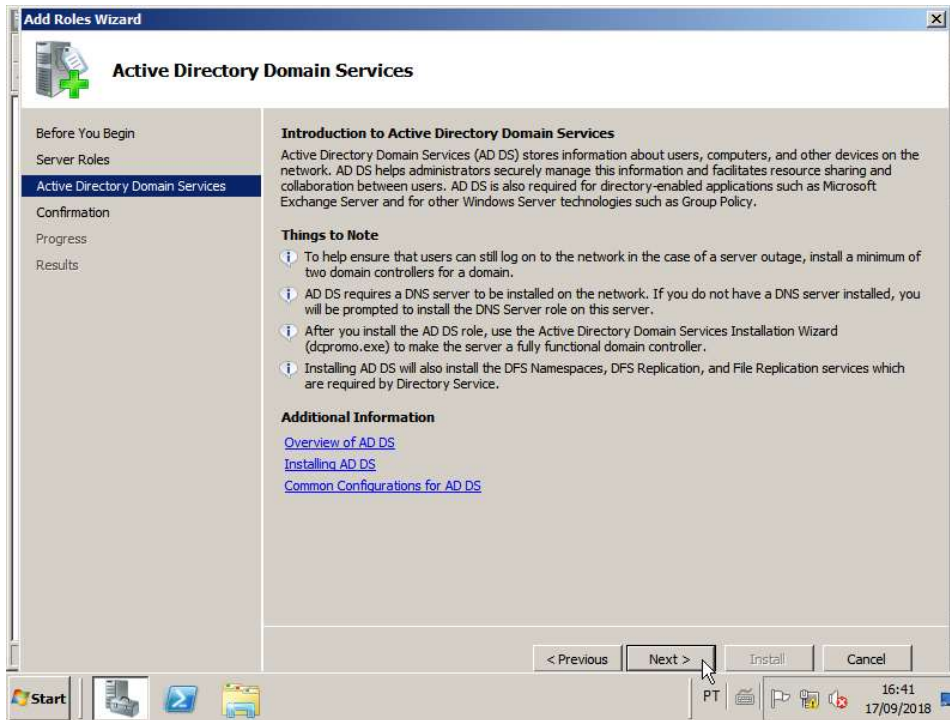 Add Roles Wizard
Active Directory Domain Services
Before You Begin
Server Roles
Active Directory Domain Services
Confirmation
Progress
Results
Introduction to Active Directory Domain Services
Active Directory Domain Services (AD DS) stores information about users, computers, and other devices on the
network. AD DS helps administrators securely manage this information and facilitates resource sharing and
collaboration between users. AD DS is also required for directory-enabled applications such as Microsoft
Exchange Server and for other Windows Server technologies such as Group Policy.
Things to Note
To help ensure that users can still log on to the network in the case of a server outage, install a minimum of
two domain controllers for a domain.
AD DS requires a DNS server to be installed on the network. If you do not have a DNS server installed, you
will be prompted to install the DNS Server role on this server.
After you install the AD DS role, use the Active Directory Domain Services Installation Wizard
(dcpromo.exe) to make the server a fully functional domain controller.
Installing AD DS will also install the DFS Namespaces, DFS Replication, and File Replication services which
are required by Directory Service.
Additional Information
Overview of AD DS
Installing AD DS
Common Configurations for AD DS
< Previous
Next >
Install
Cancel
Start
PT
16:41
17/09/2018